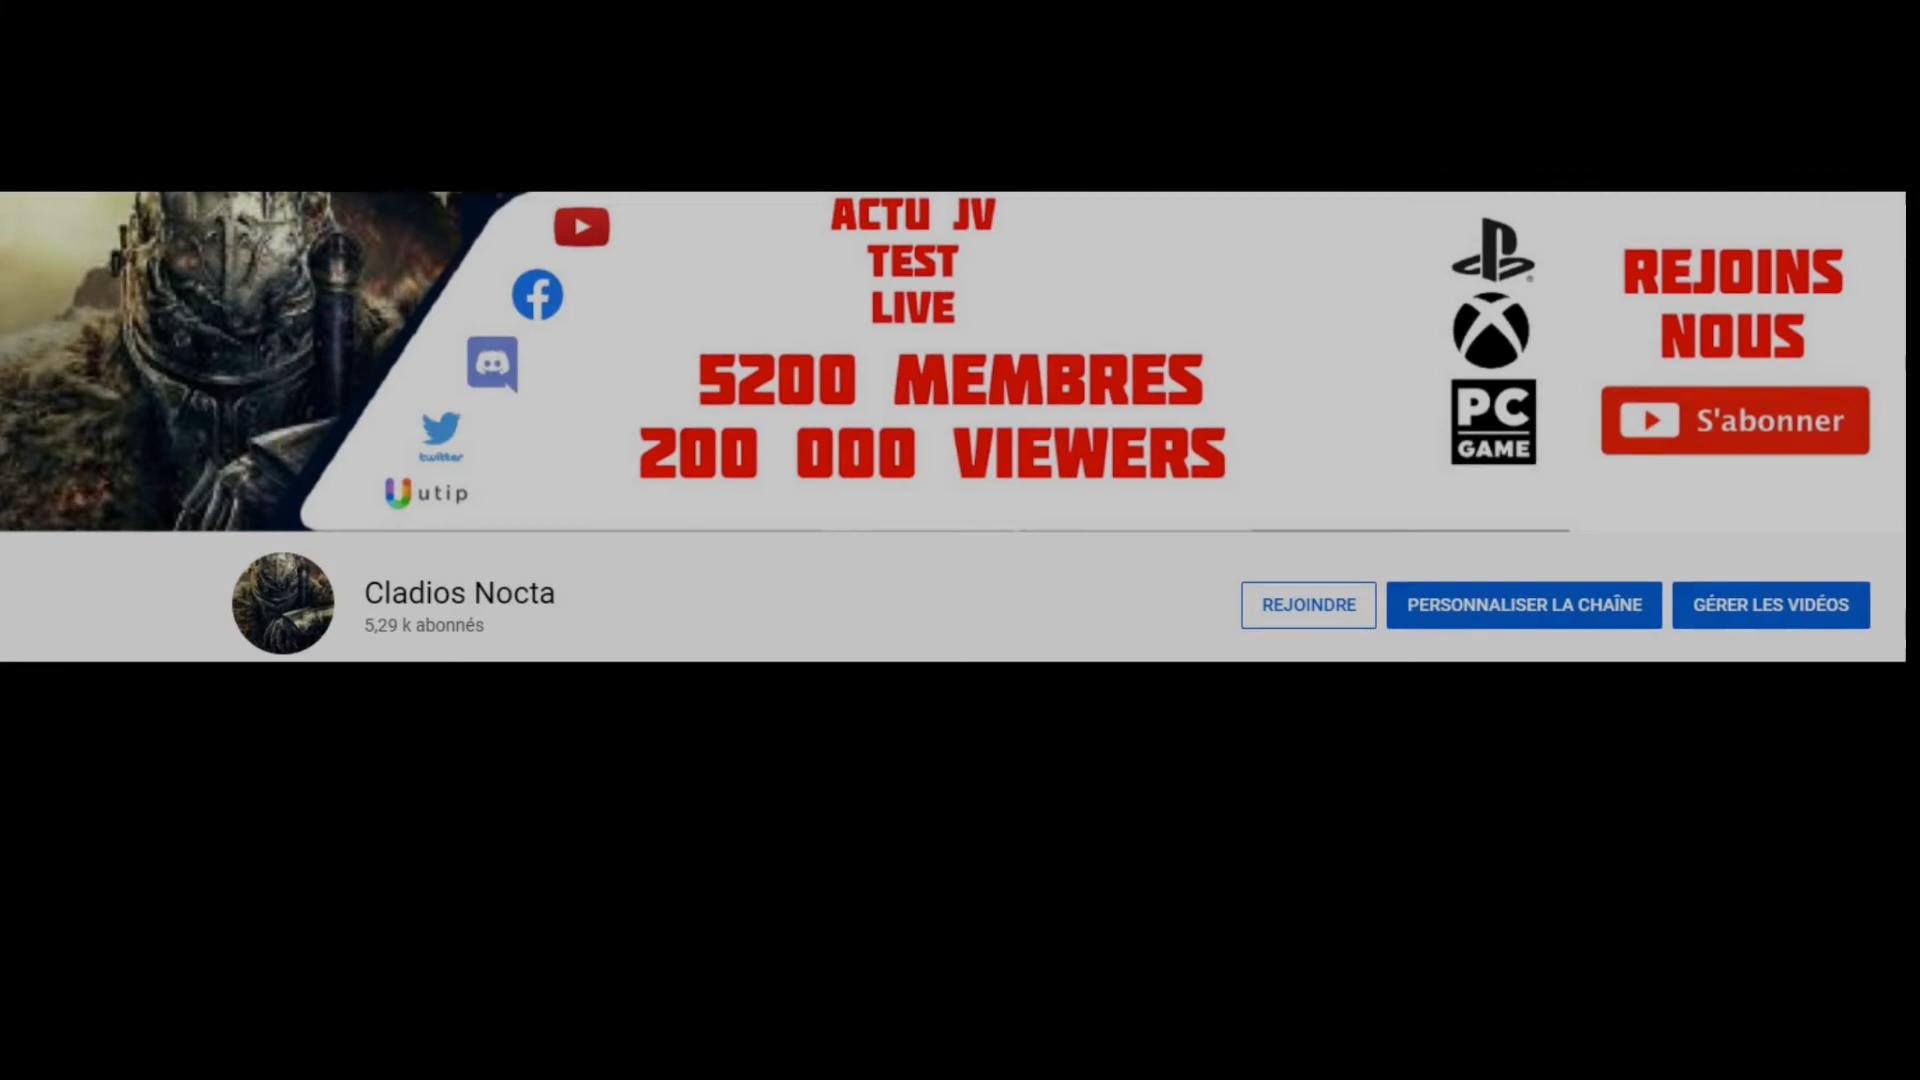 ACTU JV
TEST
LIVE
5200 MEMBRES
200 000 VIEWERS
twitter
utip
PC
GAME
REJOINS
NOUS
S'abonner
Cladios Nocta
5,29 k abonnés
REJOINDRE
PERSONNALISER LA CHAÎNE
GÉRER LES VIDÉOS